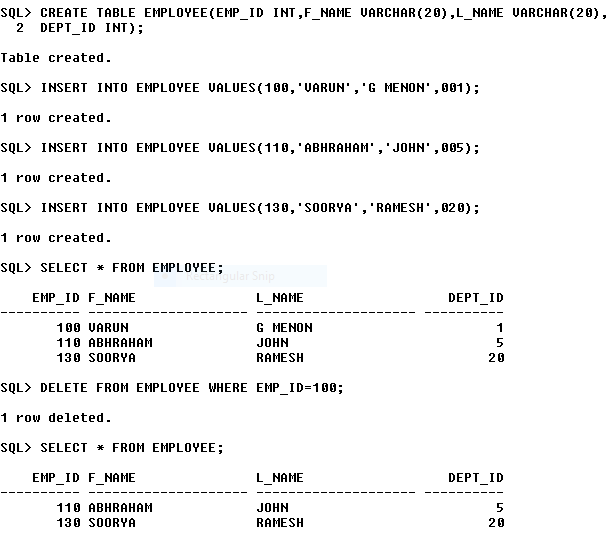 SQL> CREATE TABLE EMPLOYEE(EMP_ID INT,F_NAME VARCHAR(20),L_NAME VARCHAR(20),
2 DEPT_ID INT);
Table created.
SQL> INSERT INTO EMPLOYEE VALUES(100,'VARUN','G MENON',001);
1 row created.
SQL> INSERT INTO EMPLOYEE VALUES(110,'ABHRAHAM','JOHN',005);
1 row created.
SQL> INSERT INTO EMPLOYEE VALUES(130,'SOORYA','RAMESH',020);
1 row created.
SQL> SELECT * FROM EMPLOYEE;
Rectangular Snip
EMP_ID F_NAME L_NAME DEPT_ID
---------- -------------------- -------------------- ----------
100 VARUN G MENON 1
110 ABHRAHAM JOHN 5
130 SOORYA RAMESH 20
SQL> DELETE FROM EMPLOYEE WHERE EMP_ID=100;
1 row deleted.
SQL> SELECT * FROM EMPLOYEE;
EMP_ID F_NAME L_NAME DEPT_ID
---------- -------------------- -------------------- ----------
110 ABHRAHAM JOHN 5
130 SOORYA RAMESH 20